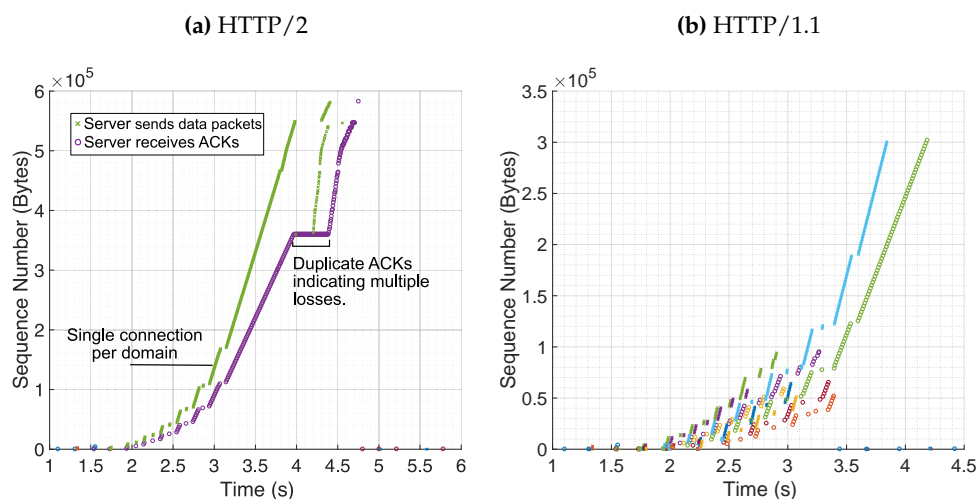 (a) HTTP/2
(b) HTTP/1.1
×10⁵
6
5
4
3
2
1
0
Sequence Number (Bytes)
× Server sends data packets
○ Server receives ACKs
Duplicate ACKs
indicating multiple
losses.
Single connection
per domain
1 1.5 2 2.5 3 3.5 4 4.5 5 5.5 6
Time (s)
×10⁵
3.5
3
2.5
2
1.5
1
0.5
0
Sequence Number (Bytes)
1 1.5 2 2.5 3 3.5 4 4.5
Time (s)